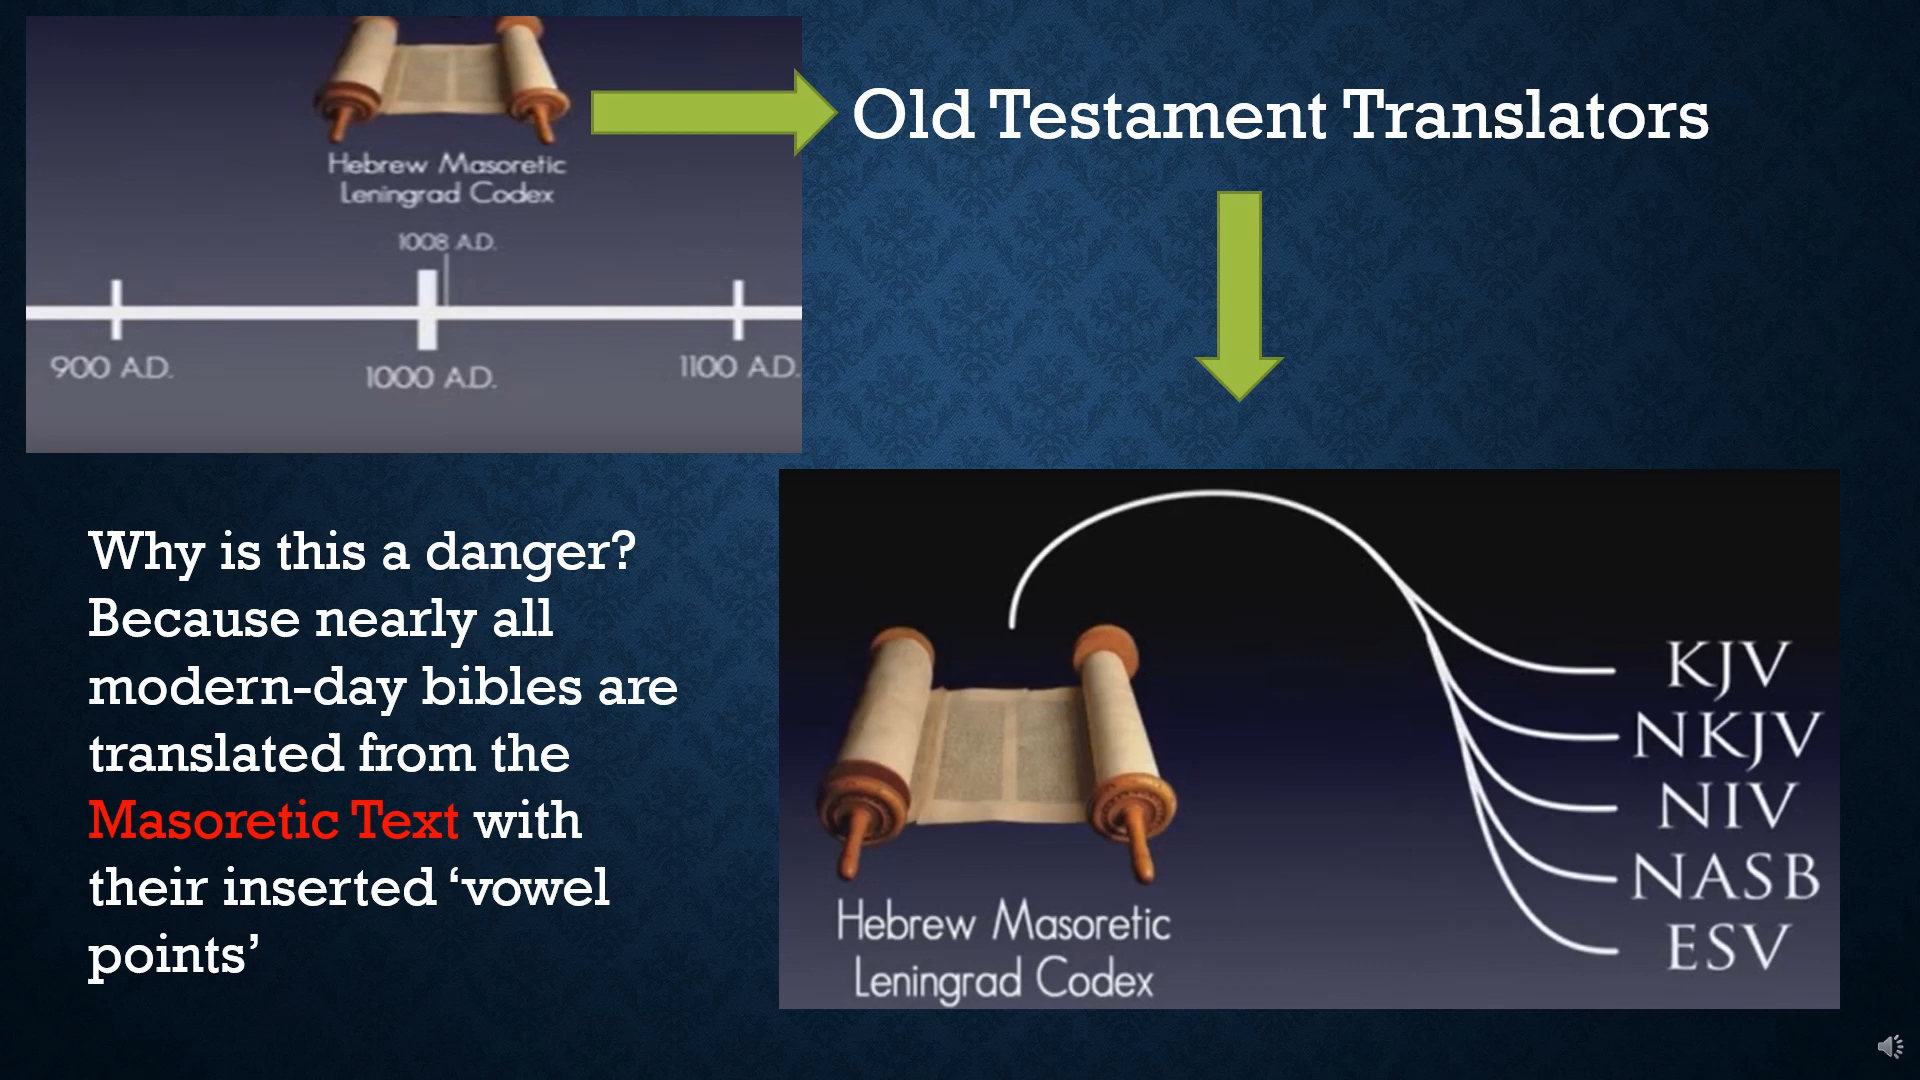 Hebrew Masoretic
Leningrad Codex
1008 A.D.
900 A.D.
1000 A.D.
1100 A.D.
Old Testament Translators
Why is this a danger?
Because nearly all
modern-day bibles are
translated from the
Masoretic Text with
their inserted ‘vowel
points’
Hebrew Masoretic
Leningrad Codex
KJV
NKJV
NIV
NASB
ESV